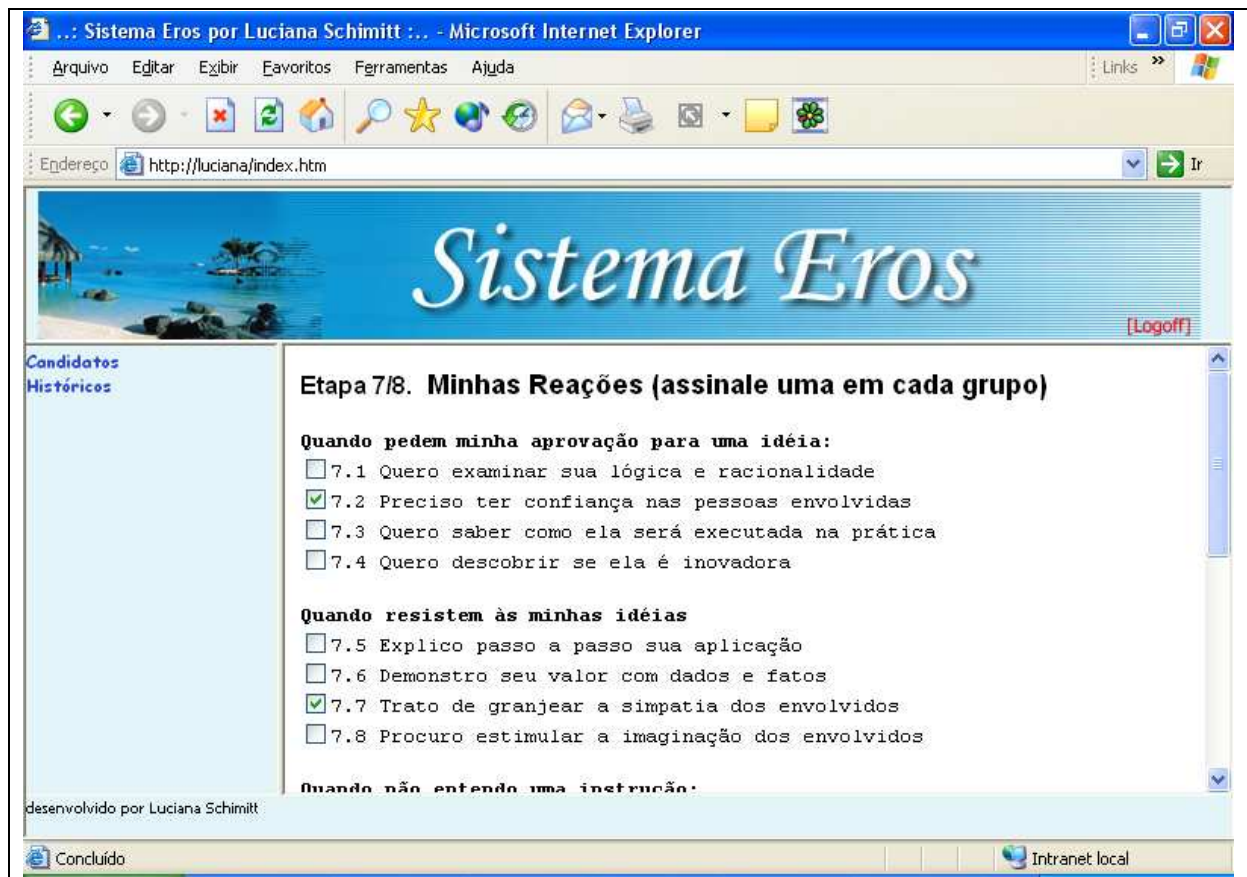 ..: Sistema Eros por Luciana Schimitt :.. - Microsoft Internet Explorer
Arquivo Editar Exibir Favoritos Ferramentas Ajuda Links »
Endereço http://luciana/index.htm Ir
Sistema Eros
[Logoff]
Candidatos
Históricos
Etapa 7/8. Minhas Reações (assinale uma em cada grupo)
Quando pedem minha aprovação para uma idéia:
7.1 Quero examinar sua lógica e racionalidade
7.2 Preciso ter confiança nas pessoas envolvidas
7.3 Quero saber como ela será executada na prática
7.4 Quero descobrir se ela é inovadora
Quando resistem às minhas idéias
7.5 Explico passo a passo sua aplicação
7.6 Demonstro seu valor com dados e fatos
7.7 Trato de granjear a simpatia dos envolvidos
7.8 Procuro estimular a imaginação dos envolvidos
Quando não entendo uma instrução:
desenvolvido por Luciana Schimitt
Concluído Intranet local